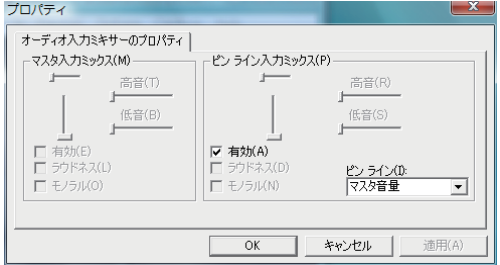 プロパティ
オーディオ入力ミキサーのプロパティ
マスタ入力ミックス(M)
高音(T)
低音(B)
有効(E)
ラウドネス(L)
モノラル(O)
ピン ライン入力ミックス(P)
高音(R)
低音(S)
有効(A)
ラウドネス(D)
モノラル(N)
ピン ライン(I):
マスタ音量
OK
キャンセル
適用(A)